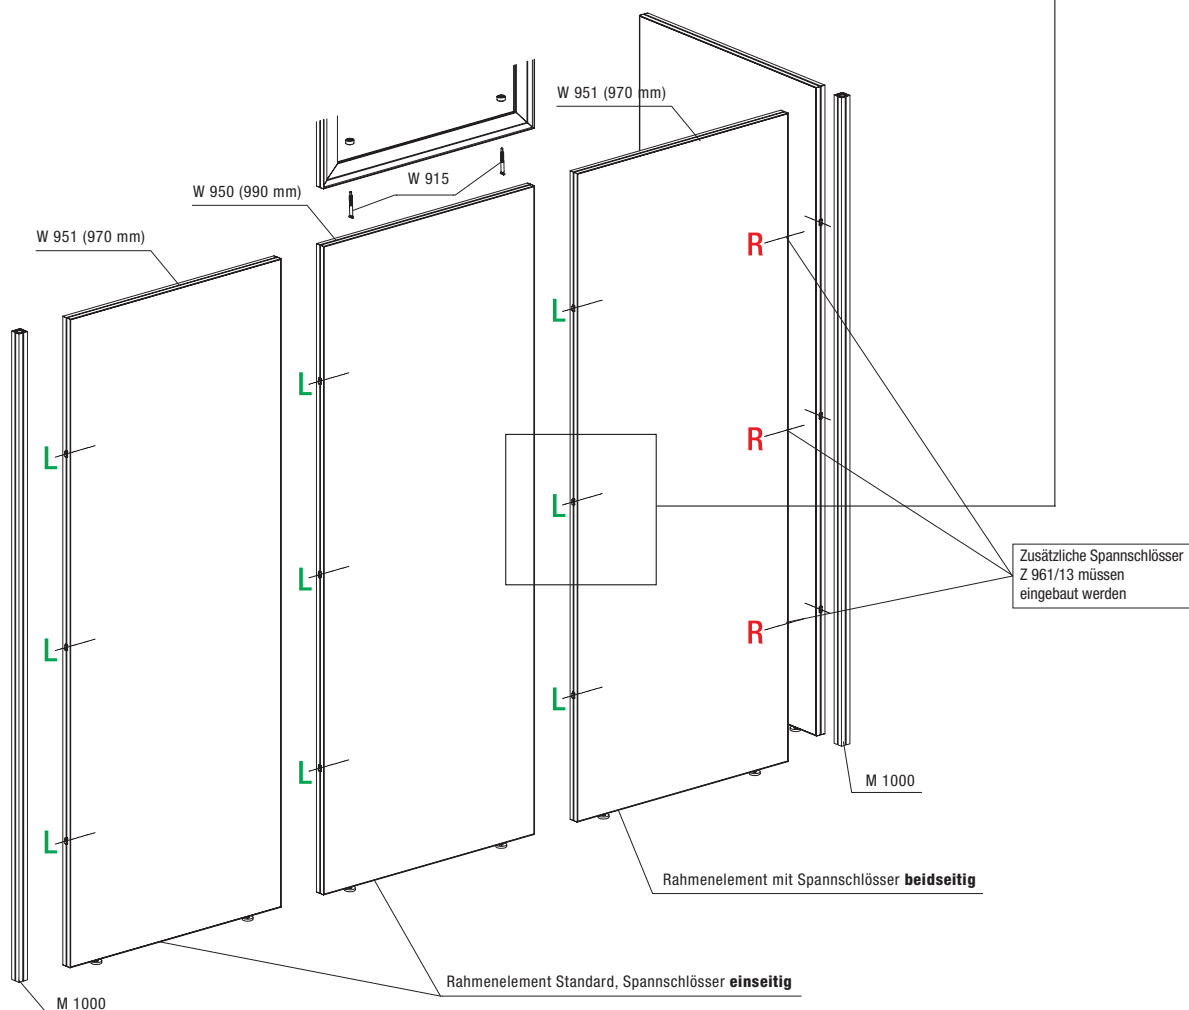 W 951 (970 mm)
W 915
W 950 (990 mm)
W 951 (970 mm)
R
L
L
L
R
L
L
L
Zusätzliche Spannschlösser
Z 961/13 müssen
eingebaut werden
R
L
L
L
M 1000
Rahmenelement mit Spannschlösser beidseitig
Rahmenelement Standard, Spannschlösser einseitig
M 1000